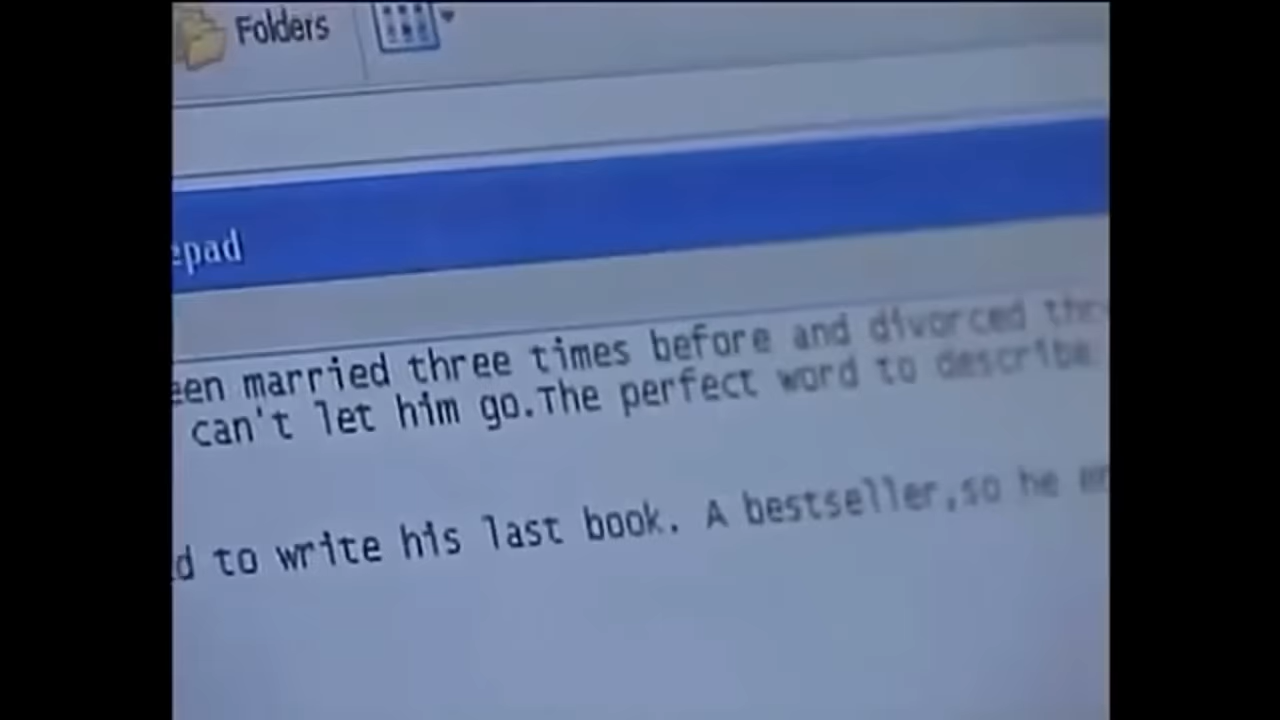 Folders
epad
een married three times before and divorced thr
can't let him go.The perfect word to describe
d to write his last book. A bestseller,so he